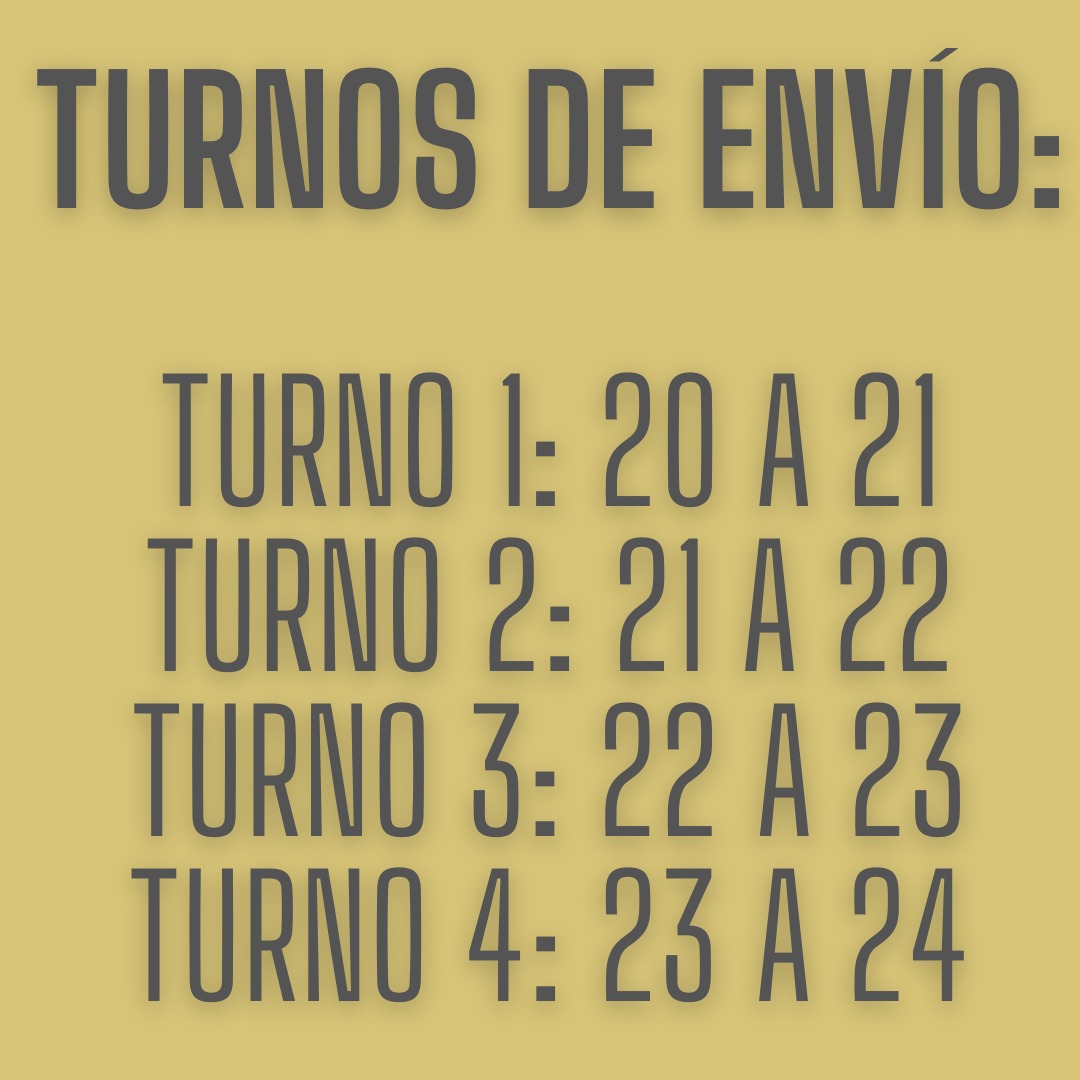 TURNOS DE ENVÍO:
TURNO 1: 20 A 21
TURNO 2: 21 A 22
TURNO 3: 22 A 23
TURNO 4: 23 A 24